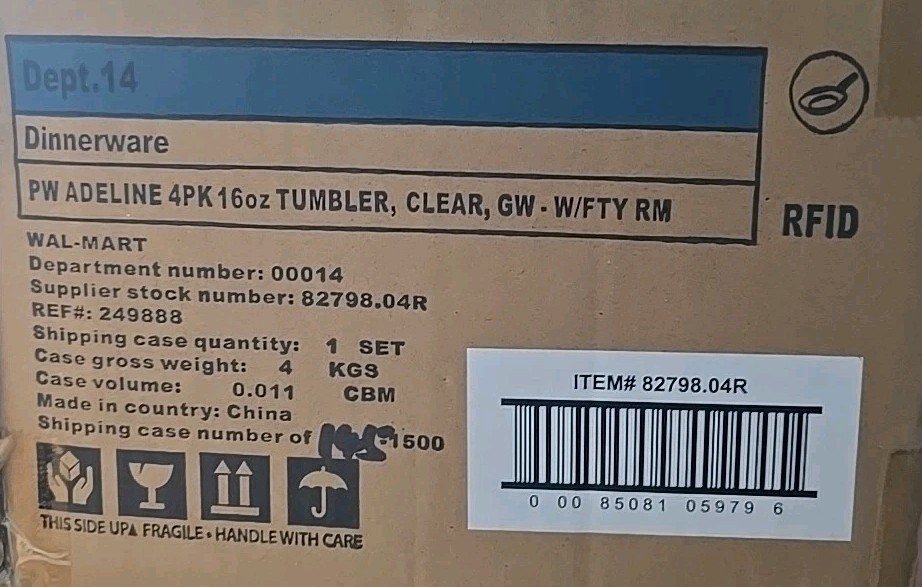 Dept.14
Dinnerware
PW ADELINE 4PK 16oz TUMBLER, CLEAR, GW - W/FTY RM
RFID
WAL-MART
Department number: 00014
Supplier stock number: 82798.04R
REF#: 249888
Shipping case quantity: 1 SET
Case gross weight: 4 KGS
Case volume: 0.011 CBM
Made in country: China
Shipping case number of 1500
THIS SIDE UP FRAGILE • HANDLE WITH CARE
ITEM# 82798.04R
0 00 85081 05979 6